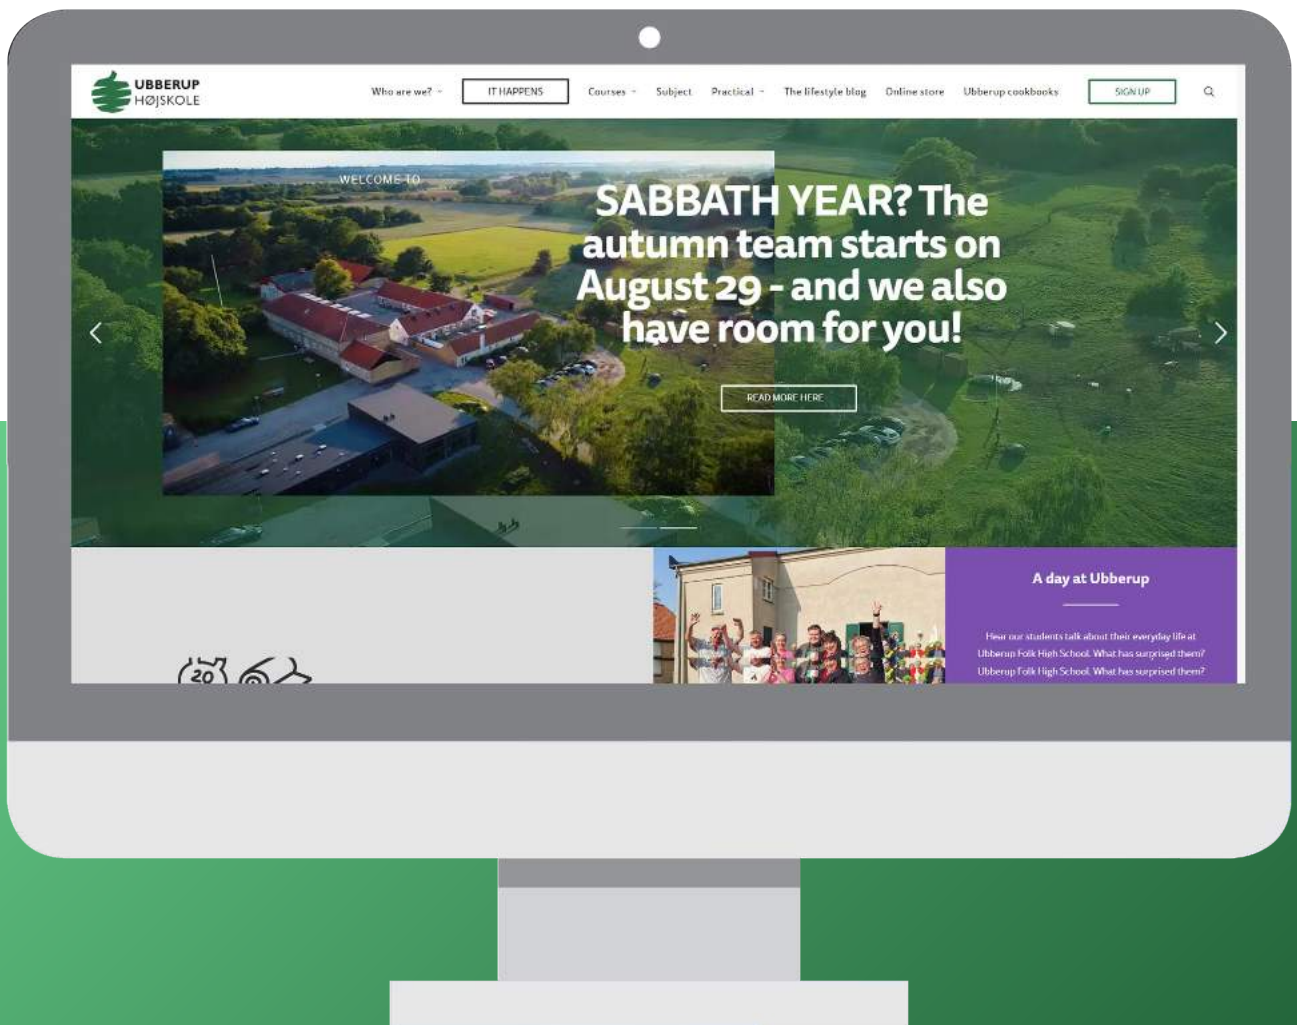 UBBERUP
HØJSKOLE
Who are we?
IT HAPPENS
Courses
Subject
Practical
The lifestyle blog
Online store
Ubberup cookbooks
SIGN UP
WELCOME TO
SABBATH YEAR? The
autumn team starts on
August 29 - and we also
have room for you!
READ MORE HERE
20
A day at Ubberup
Hear our students talk about their everyday life at
Ubberup Folk High School. What has surprised them?
Ubberup Folk High School. What has surprised them?